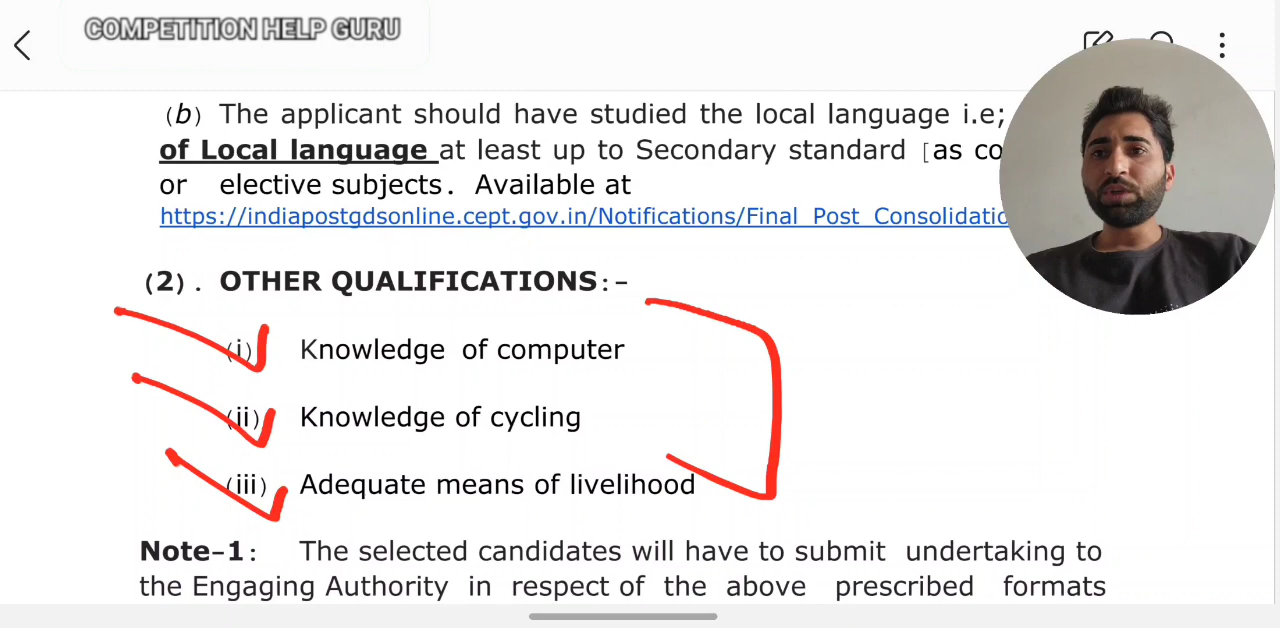 COMPETITION HELP GURU
(b) The applicant should have studied the local language i.e;
of Local language at least up to Secondary standard [as co
or elective subjects. Available at
https://indiapostgdsonline.cept.gov.in/Notifications/Final_Post_Consolidatio
(2). OTHER QUALIFICATIONS:-
(i) Knowledge of computer
(ii) Knowledge of cycling
(iii) Adequate means of livelihood
Note-1: The selected candidates will have to submit undertaking to
the Engaging Authority in respect of the above prescribed formats